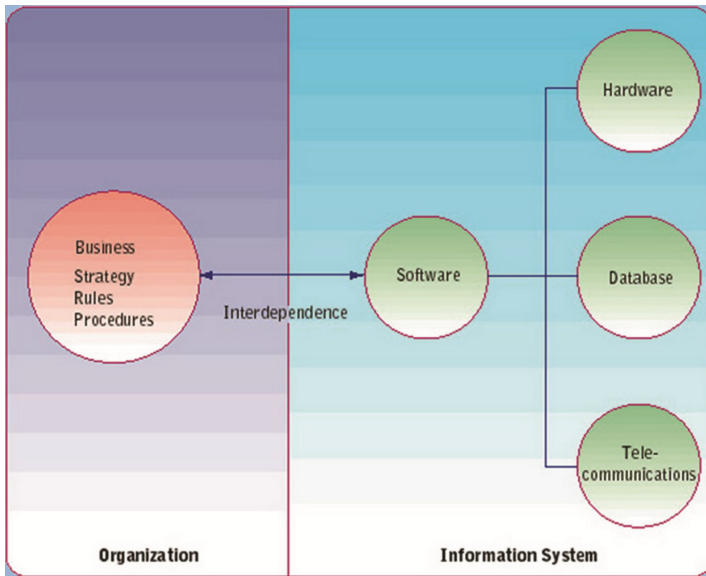 Hardware
Business
Strategy
Rules
Procedures
Interdependence
Software
Database
Tele-
communications
Organization
Information System